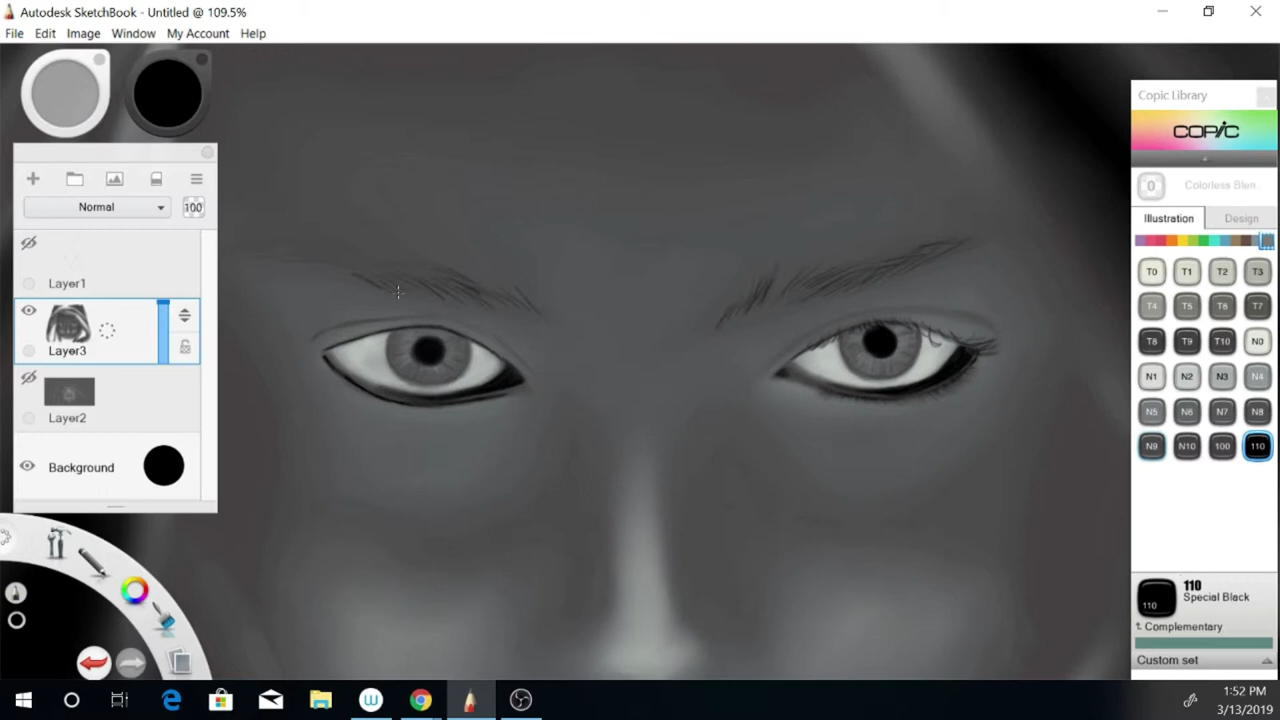 Autodesk SketchBook - Untitled @ 109.5%
File Edit Image Window My Account Help
Copic Library
COPIC
0 Colorless Blen.
Illustration Design
Normal 100
Layer1
Layer3
Layer2
Background
T0 T1 T2 T3
T4 T5 T6 T7
T8 T9 T10 N0
N1 N2 N3 N4
N5 N6 N7 N8
N9 N10 100 110
110
110
Special Black
Complementary
Custom set
1:52 PM
3/13/2019